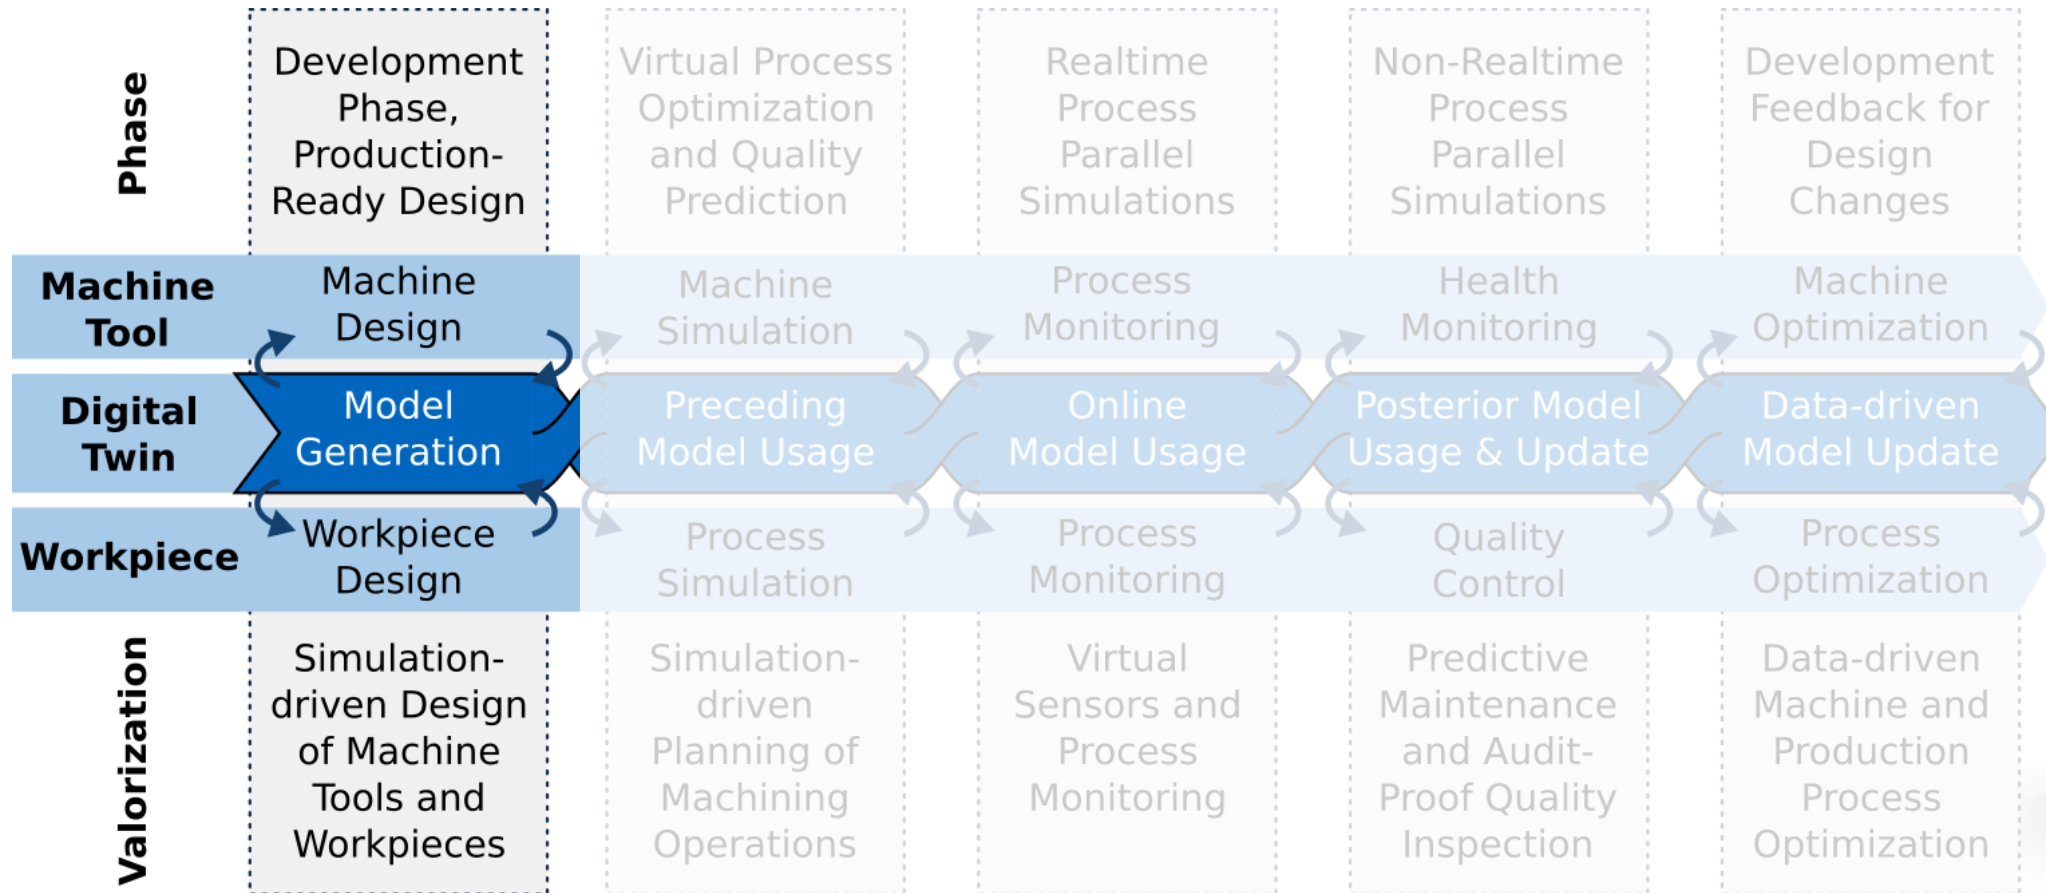 Phase
Development
Phase,
Production-
Ready Design
Virtual Process
Optimization
and Quality
Prediction
Realtime
Process
Parallel
Simulations
Non-Realtime
Process
Parallel
Simulations
Development
Feedback for
Design
Changes
Machine
Tool
Machine
Design
Machine
Simulation
Process
Monitoring
Health
Monitoring
Machine
Optimization
Digital
Twin
Model
Generation
Preceding
Model Usage
Online
Model Usage
Posterior Model
Usage & Update
Data-driven
Model Update
Workpiece
Workpiece
Design
Process
Simulation
Process
Monitoring
Quality
Control
Process
Optimization
Valorization
Simulation-
driven Design
of Machine
Tools and
Workpieces
Simulation-
driven
Planning of
Machining
Operations
Virtual
Sensors and
Process
Monitoring
Predictive
Maintenance
and Audit-
Proof Quality
Inspection
Data-driven
Machine and
Production
Process
Optimization